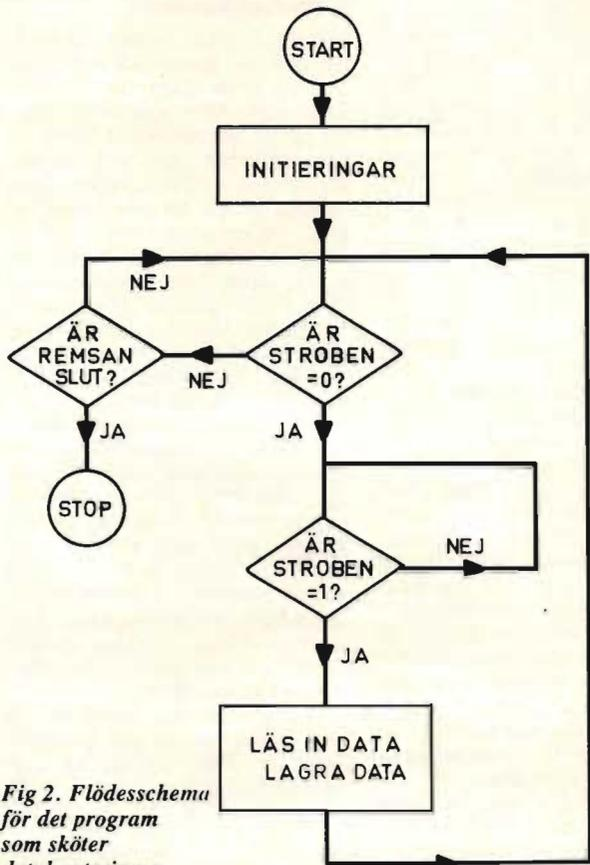 START
INITIERINGAR
NEJ
ÄR
REMSAN
SLUT?
NEJ
ÄR
STROBEN
=0?
JA
JA
STOP
ÄR
STROBEN
=1?
NEJ
JA
LÄS IN DATA
LAGRA DATA
Fig 2. Flödesschema
för det program
som sköter